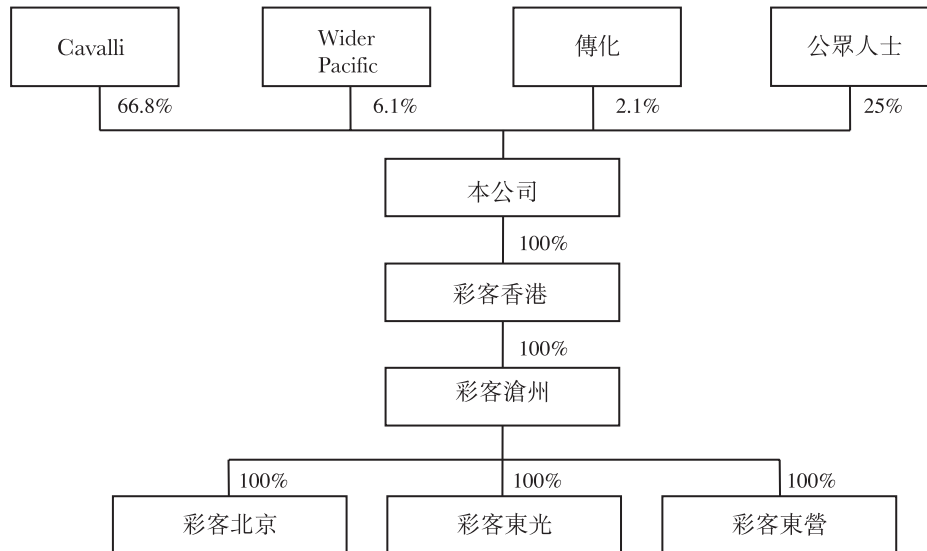 Cavalli
Wider
Pacific
傳化
公眾人士
66.8%
6.1%
2.1%
25%
本公司
100%
彩客香港
100%
彩客滄州
100%
100%
100%
彩客北京
彩客東光
彩客東營